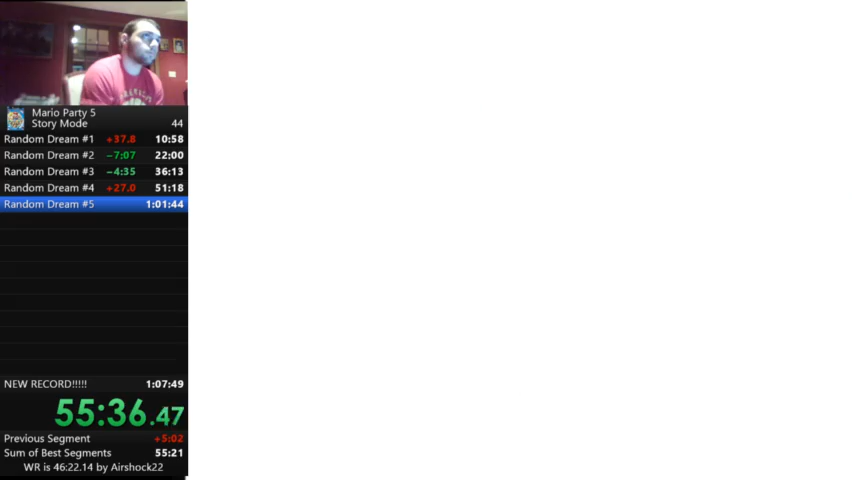 Mario Party 5
Story Mode 44
Random Dream #1 +37.8 10:58
Random Dream #2 −7:07 22:00
Random Dream #3 −4:35 36:13
Random Dream #4 +27.0 51:18
Random Dream #5 1:01:44
NEW RECORD!!!!! 1:07:49
55:36.47
Previous Segment +5:02
Sum of Best Segments 55:21
WR is 46:22.14 by Airshock22